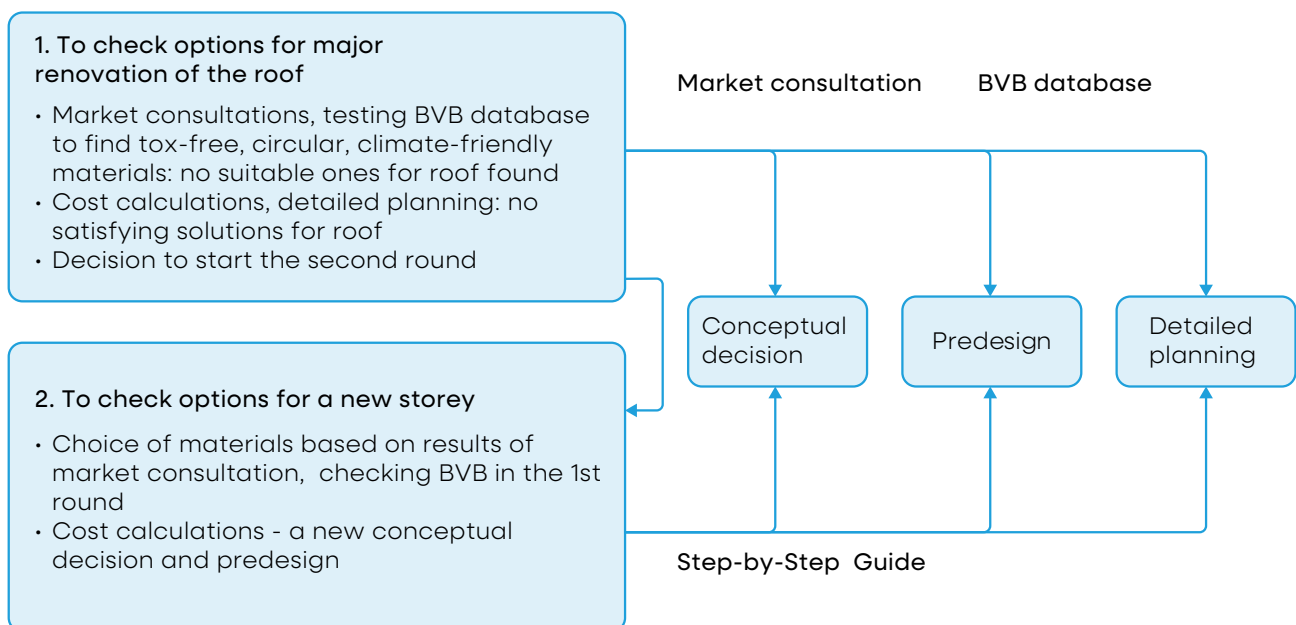 1. To check options for major
renovation of the roof
• Market consultations, testing BVB database
to find tox-free, circular, climate-friendly
materials: no suitable ones for roof found
• Cost calculations, detailed planning: no
satisfying solutions for roof
• Decision to start the second round
Market consultation
BVB database
Conceptual
decision
Predesign
Detailed
planning
2. To check options for a new storey
• Choice of materials based on results of
market consultation, checking BVB in the 1st
round
• Cost calculations - a new conceptual
decision and predesign
Step-by-Step Guide